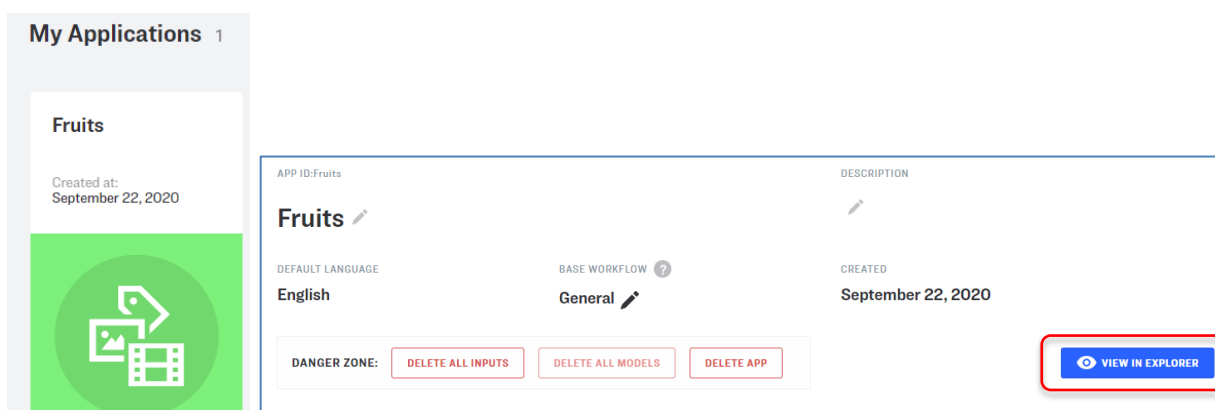 My Applications 1
Fruits
Created at:
September 22, 2020
APP ID:Fruits
DESCRIPTION
Fruits
DEFAULT LANGUAGE
BASE WORKFLOW ?
CREATED
English
General
September 22, 2020
DANGER ZONE: DELETE ALL INPUTS DELETE ALL MODELS DELETE APP
VIEW IN EXPLORER